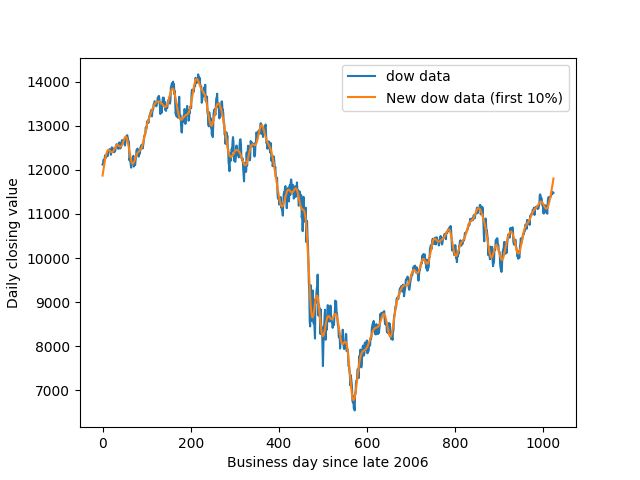 dow data
New dow data (first 10%)
14000
13000
12000
11000
10000
9000
8000
7000
Daily closing value
0 200 400 600 800 1000
Business day since late 2006